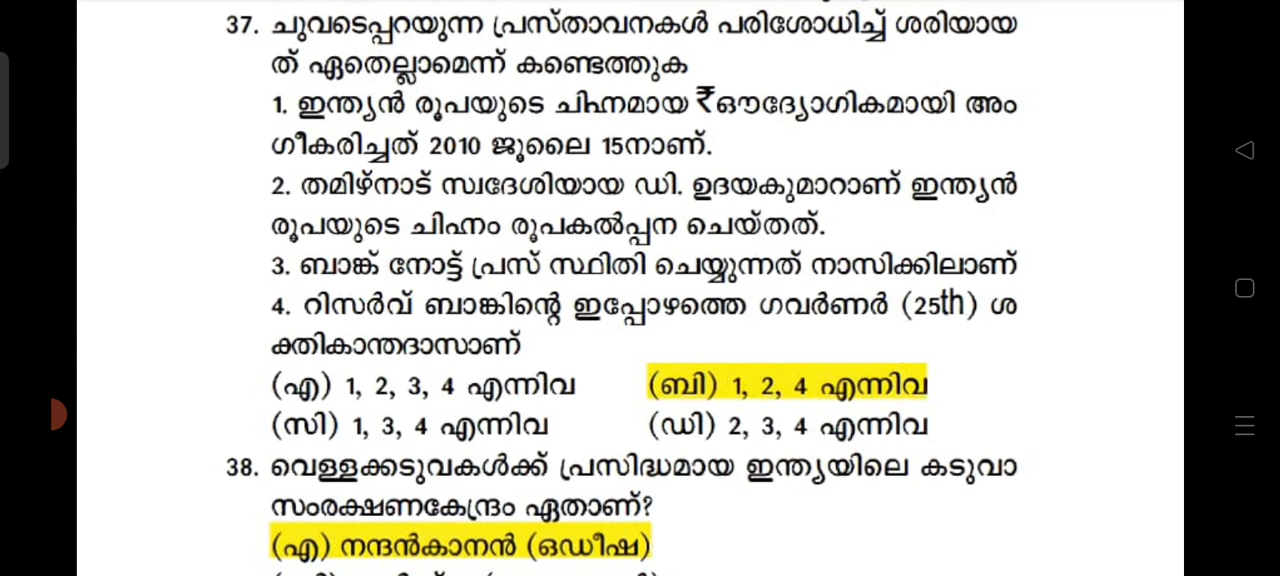 37. ചുവടെപ്പറയുന്ന പ്രസ്താവനകൾ പരിശോധിച്ച് ശരിയായ
ത് ഏതെല്ലാമെന്ന് കണ്ടെത്തുക
1. ഇന്ത്യൻ രൂപയുടെ ചിഹ്നമായ ₹ഔദ്യോഗികമായി അം
ഗീകരിച്ചത് 2010 ജൂലൈ 15നാണ്.
2. തമിഴ്നാട് സ്വദേശിയായ ഡി. ഉദയകുമാറാണ് ഇന്ത്യൻ
രൂപയുടെ ചിഹ്നം രൂപകൽപ്പന ചെയ്തത്.
3. ബാങ്ക് നോട്ട് പ്രസ് സ്ഥിതി ചെയ്യുന്നത് നാസിക്കിലാണ്
4. റിസർവ് ബാങ്കിന്റെ ഇപ്പോഴത്തെ ഗവർണർ (25th) ശ
ക്തികാന്തദാസാണ്
(എ) 1, 2, 3, 4 എന്നിവ (ബി) 1, 2, 4 എന്നിവ
(സി) 1, 3, 4 എന്നിവ (ഡി) 2, 3, 4 എന്നിവ
38. വെള്ളക്കടുവകൾക്ക് പ്രസിദ്ധമായ ഇന്ത്യയിലെ കടുവാ
സംരക്ഷണകേന്ദ്രം ഏതാണ്?
(എ) നന്ദൻകാനൻ (ഒഡീഷ)